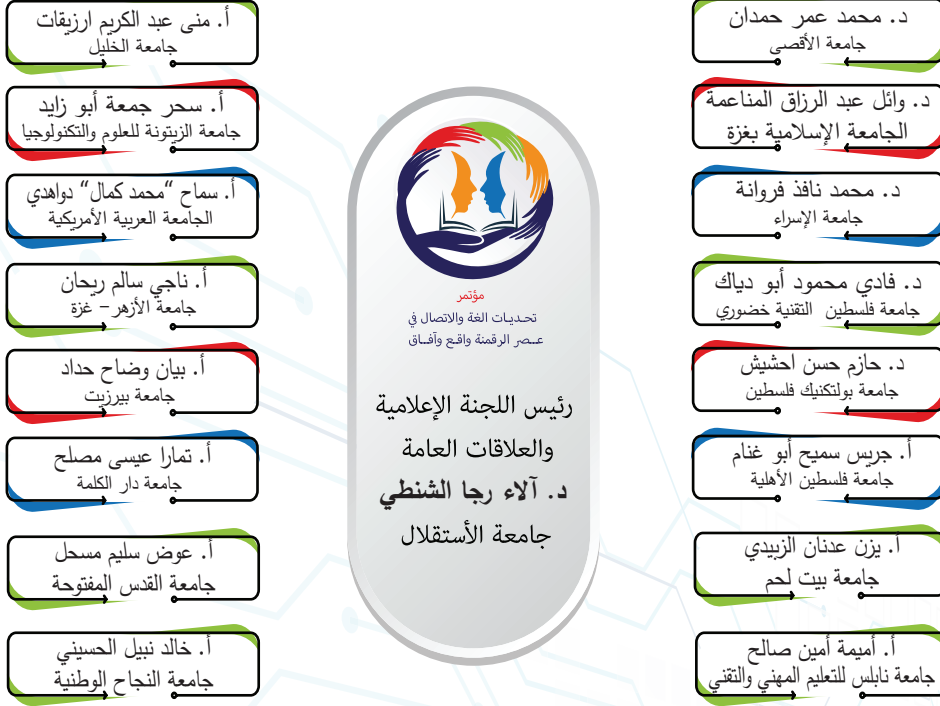 د. محمد عمر حمدان
جامعة الأقصى
د. وائل عبد الرزاق المناعمة
الجامعة الإسلامية بغزة
د. محمد نافذ فروانة
جامعة الإسراء
د. فادي محمود أبو دياك
جامعة فلسطين التقنية خضوري
د. حازم حسن احشيش
جامعة بولتكنيك فلسطين
أ. جريس سميح أبو غنام
جامعة فلسطين الأهلية
أ. يزن عدنان الزبيدي
جامعة بيت لحم
أ. أميمة أمين صالح
جامعة نابلس للتعليم المهني والتقني
مؤتمر
تحديات الغة والاتصال في
عصر الرقمنة واقع وآفاق
رئيس اللجنة الإعلامية
والعلاقات العامة
د. آلاء رجا الشنطي
جامعة الأستقلال
أ. منى عبد الكريم ارزيقات
جامعة الخليل
أ. سحر جمعة أبو زايد
جامعة الزيتونة للعلوم والتكنولوجيا
أ. سماح “محمد كمال“ دواهدي
الجامعة العربية الأمريكية
أ. ناجي سالم ريحان
جامعة الأزهر – غزة
أ. بيان وضاح حداد
جامعة بيرزيت
أ. تمارا عيسى مصلح
جامعة دار الكلمة
أ. عوض سليم مسحل
جامعة القدس المفتوحة
أ. خالد نبيل الحسيني
جامعة النجاح الوطنية